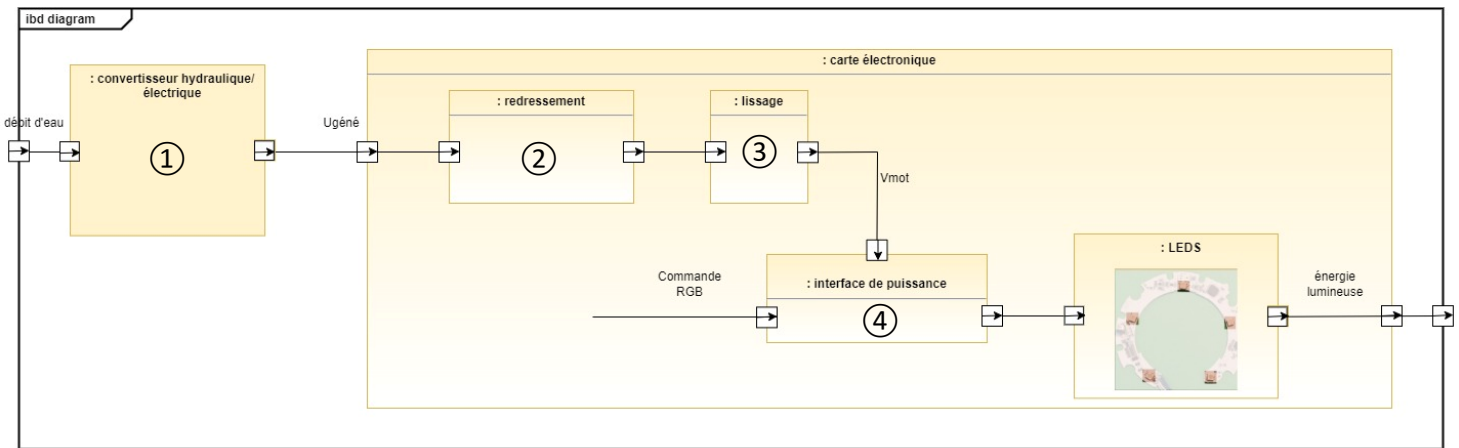 ibd diagram
: carte électronique
: convertisseur hydraulique/
électrique
: redressement
: lissage
débit d'eau
Ugéné
①
②
③
Vmot
: LEDS
Commande
RGB
: interface de puissance
énergie
lumineuse
④